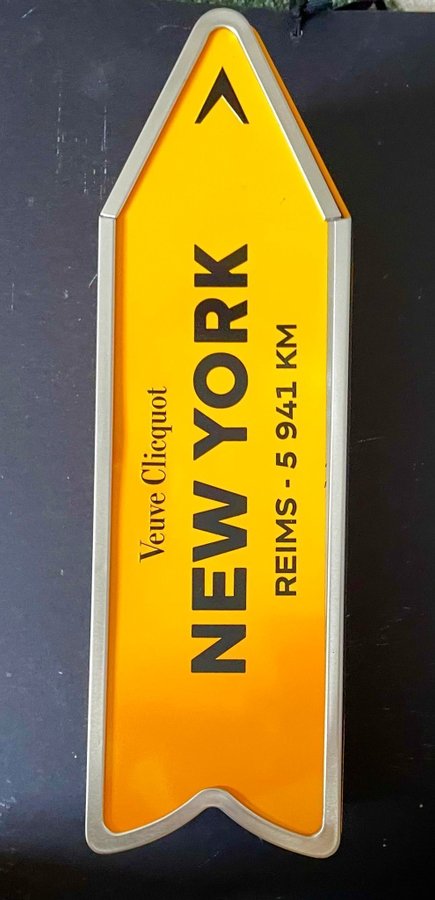 Veuve Clicquot
NEW YORK
REIMS - 5 941 KM